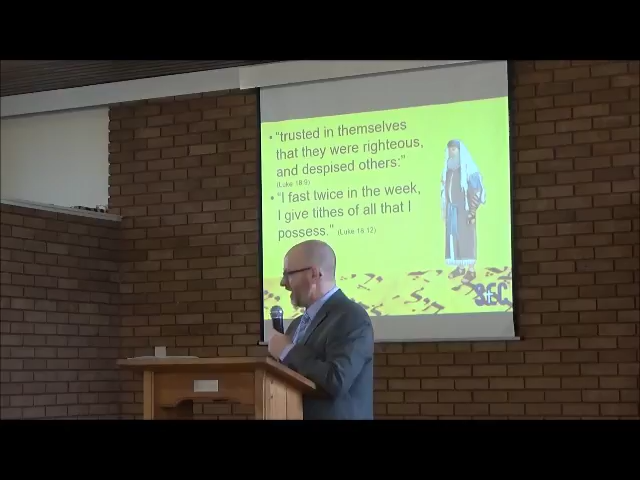 • "trusted in themselves
that they were righteous,
and despised others:"
(Luke 18:9)
• "I fast twice in the week,
I give tithes of all that I
possess." (Luke 18:12)